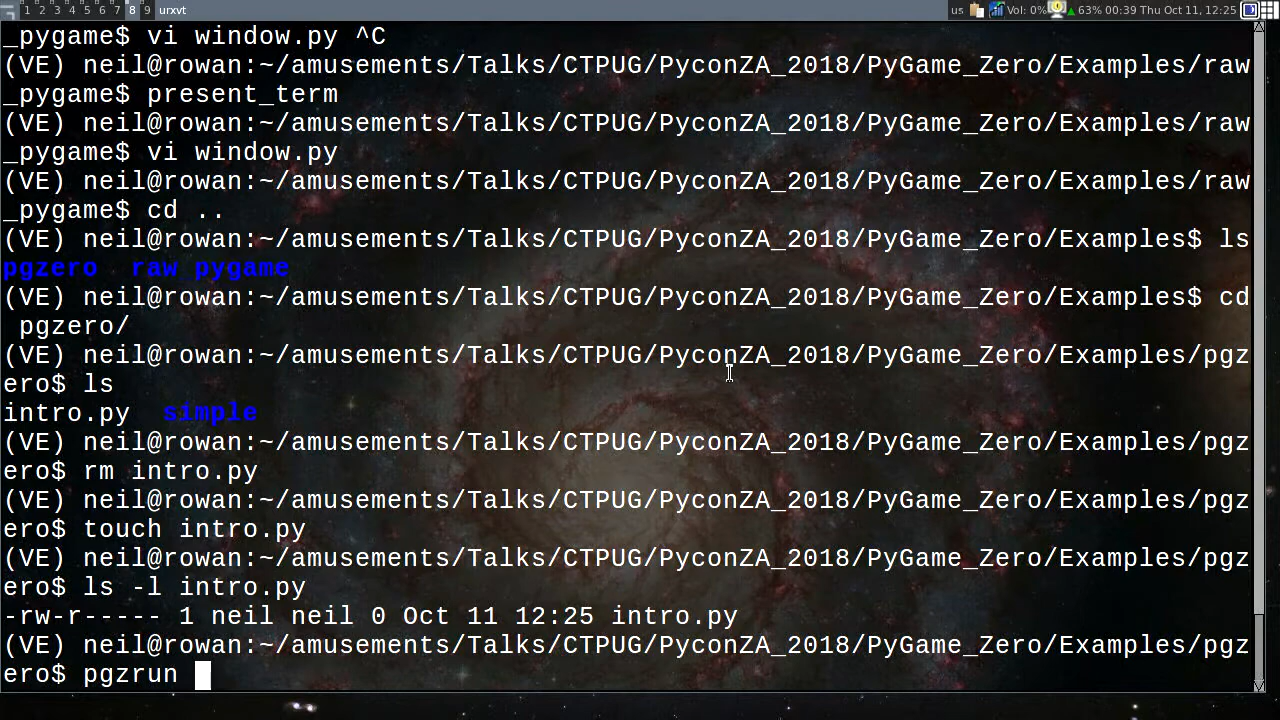 1 2 3 4 5 6 7 8 9 urxvt us Vol: 0% 63% 00:39 Thu Oct 11, 12:25
_pygame$ vi window.py ^C
(VE) neil@rowan:~/amusements/Talks/CTPUG/PyconZA_2018/PyGame_Zero/Examples/raw
_pygame$ present_term
(VE) neil@rowan:~/amusements/Talks/CTPUG/PyconZA_2018/PyGame_Zero/Examples/raw
_pygame$ vi window.py
(VE) neil@rowan:~/amusements/Talks/CTPUG/PyconZA_2018/PyGame_Zero/Examples/raw
_pygame$ cd ..
(VE) neil@rowan:~/amusements/Talks/CTPUG/PyconZA_2018/PyGame_Zero/Examples$ ls
pgzero  raw_pygame
(VE) neil@rowan:~/amusements/Talks/CTPUG/PyconZA_2018/PyGame_Zero/Examples$ cd
 pgzero/
(VE) neil@rowan:~/amusements/Talks/CTPUG/PyconZA_2018/PyGame_Zero/Examples/pgz
ero$ ls
intro.py  simple
(VE) neil@rowan:~/amusements/Talks/CTPUG/PyconZA_2018/PyGame_Zero/Examples/pgz
ero$ rm intro.py
(VE) neil@rowan:~/amusements/Talks/CTPUG/PyconZA_2018/PyGame_Zero/Examples/pgz
ero$ touch intro.py
(VE) neil@rowan:~/amusements/Talks/CTPUG/PyconZA_2018/PyGame_Zero/Examples/pgz
ero$ ls -l intro.py
-rw-r----- 1 neil neil 0 Oct 11 12:25 intro.py
(VE) neil@rowan:~/amusements/Talks/CTPUG/PyconZA_2018/PyGame_Zero/Examples/pgz
ero$ pgzrun